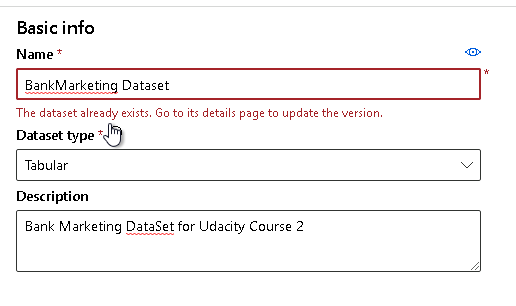 Basic info
Name *
BankMarketing Dataset
*
The dataset already exists. Go to its details page to update the version.
Dataset type *
Tabular
Description
Bank Marketing DataSet for Udacity Course 2